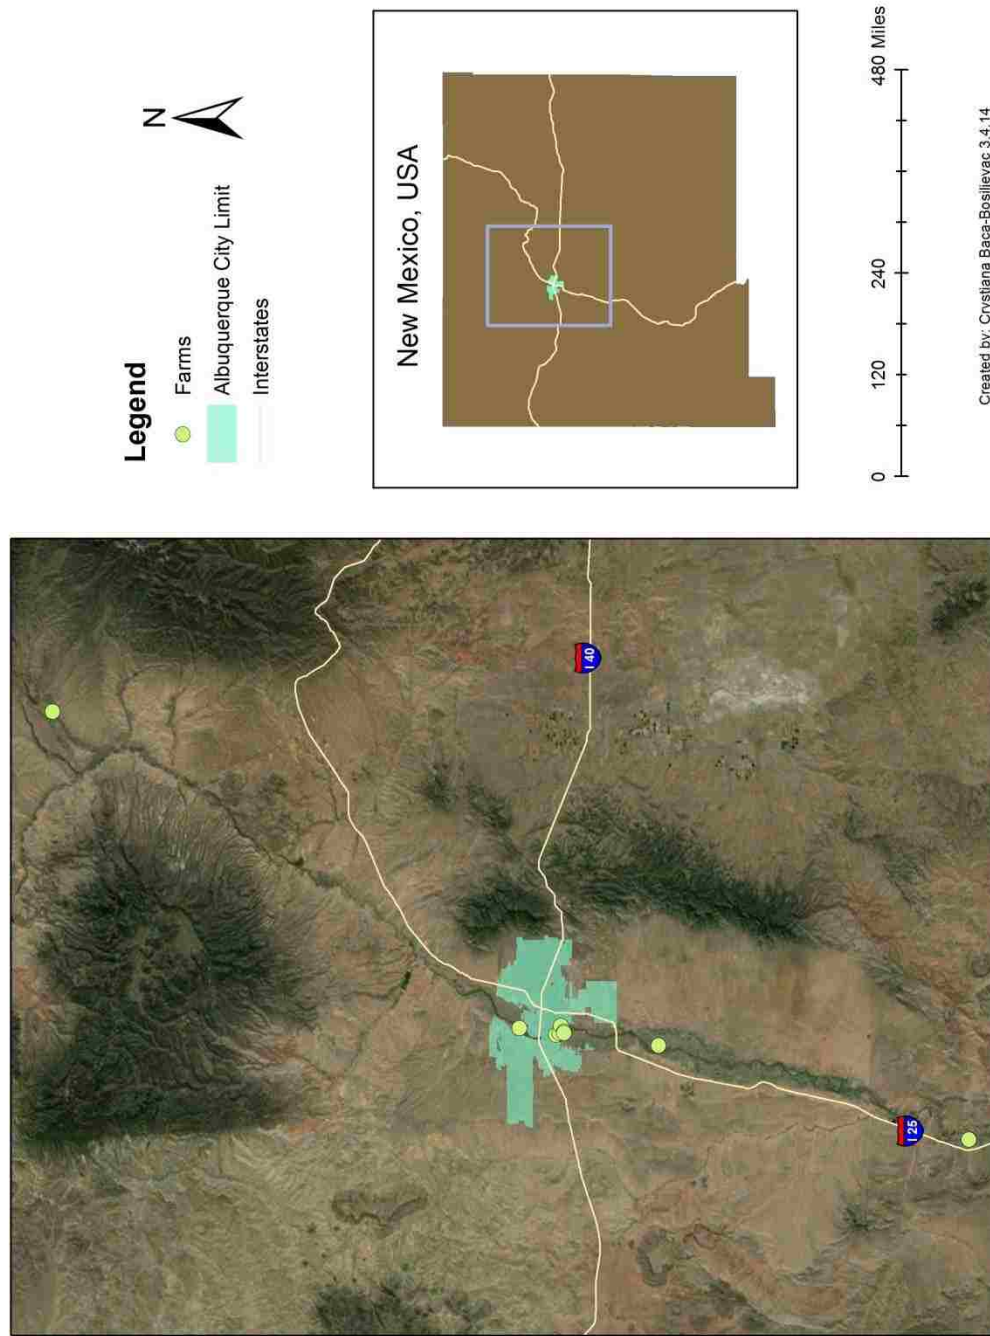 N
Legend
Farms
Albuquerque City Limit
Interstates
New Mexico, USA
0 120 240 480 Miles
Created by: Crystiana Baca-Bosiljevac 3.4.14
I 40
I 25